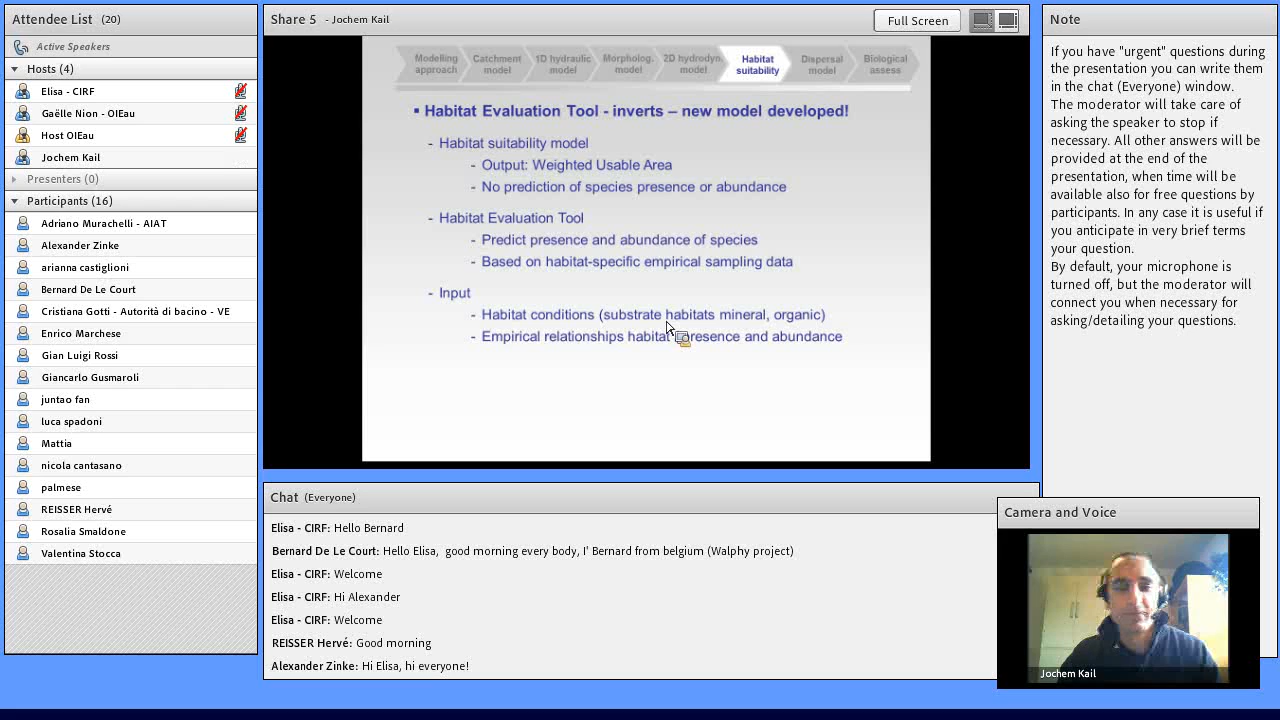 Attendee List (20)
Active Speakers
Hosts (4)
Elisa - CIRF
Gaëlle Nion - OIEau
Host OIEau
Jochem Kail
Presenters (0)
Participants (16)
Adriano Murachelli - AIAT
Alexander Zinke
arianna castiglioni
Bernard De Le Court
Cristiana Gotti - Autorità di bacino - VE
Enrico Marchese
Gian Luigi Rossi
Giancarlo Gusmaroli
juntao fan
luca spadoni
Mattia
nicola cantasano
palmese
REISSER Hervé
Rosalia Smaldone
Valentina Stocca
Share 5 - Jochem Kail
Full Screen
Modelling approach
Catchment model
1D hydraulic model
Morpholog. model
2D hydrodyn. model
Habitat suitability
Dispersal model
Biological assess
▪ Habitat Evaluation Tool - inverts – new model developed!
- Habitat suitability model
- Output: Weighted Usable Area
- No prediction of species presence or abundance
- Habitat Evaluation Tool
- Predict presence and abundance of species
- Based on habitat-specific empirical sampling data
- Input
- Habitat conditions (substrate habitats mineral, organic)
- Empirical relationships habitat presence and abundance
Chat (Everyone)
Elisa - CIRF: Hello Bernard
Bernard De Le Court: Hello Elisa, good morning every body, I' Bernard from belgium (Walphy project)
Elisa - CIRF: Welcome
Elisa - CIRF: Hi Alexander
Elisa - CIRF: Welcome
REISSER Hervé: Good morning
Alexander Zinke: Hi Elisa, hi everyone!
Note
If you have "urgent" questions during
the presentation you can write them
in the chat (Everyone) window.
The moderator will take care of
asking the speaker to stop if
necessary. All other answers will be
provided at the end of the
presentation, when time will be
available also for free questions by
participants. In any case it is useful if
you anticipate in very brief terms
your question.
By default, your microphone is
turned off, but the moderator will
connect you when necessary for
asking/detailing your questions.
Camera and Voice
Jochem Kail